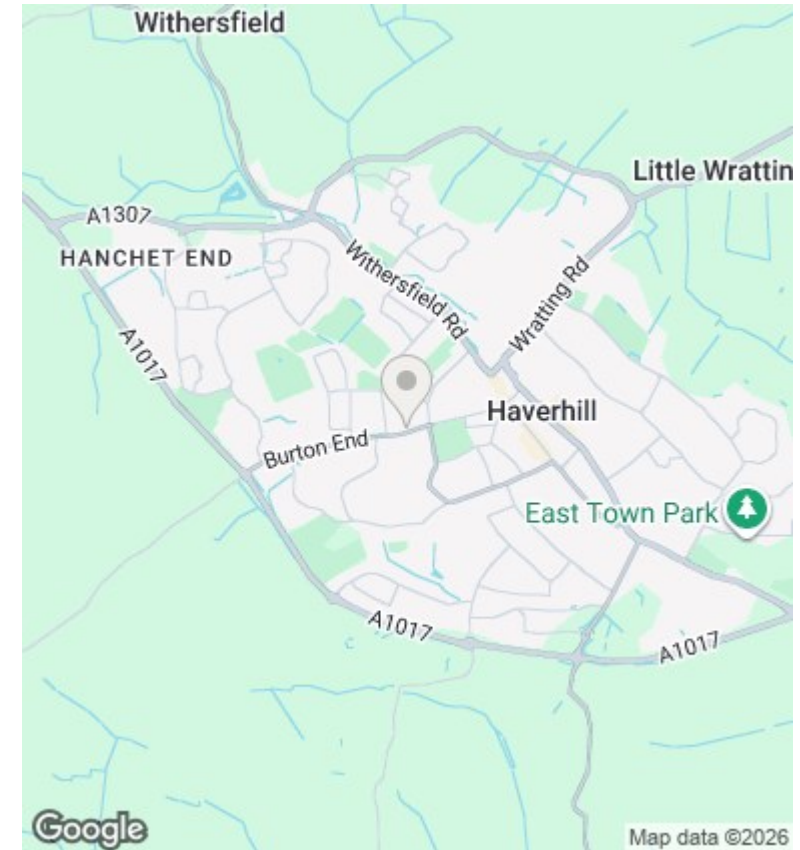 Withersfield
Little Wrattin
A1307
HANCHET END
Withersfield Rd
Wratting Rd
A1017
Haverhill
Burton End
East Town Park
A1017
A1017
Google
Map data ©2026